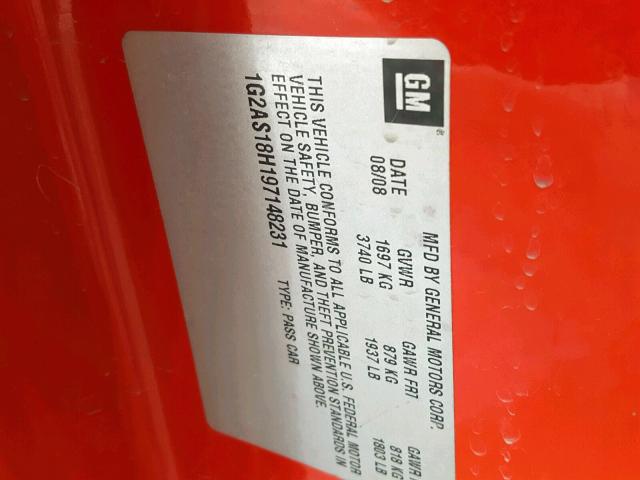 GM
MFD BY GENERAL MOTORS CORP.
DATE GVWR GAWR FRT GAWR
08/08 1697 KG 879 KG 818 KG
3740 LB 1937 LB 1803 LB
THIS VEHICLE CONFORMS TO ALL APPLICABLE U.S. FEDERAL MOTOR
VEHICLE SAFETY, BUMPER, AND THEFT PREVENTION STANDARDS IN
EFFECT ON THE DATE OF MANUFACTURE SHOWN ABOVE.
1G2AS18H197148231 TYPE: PASS CAR